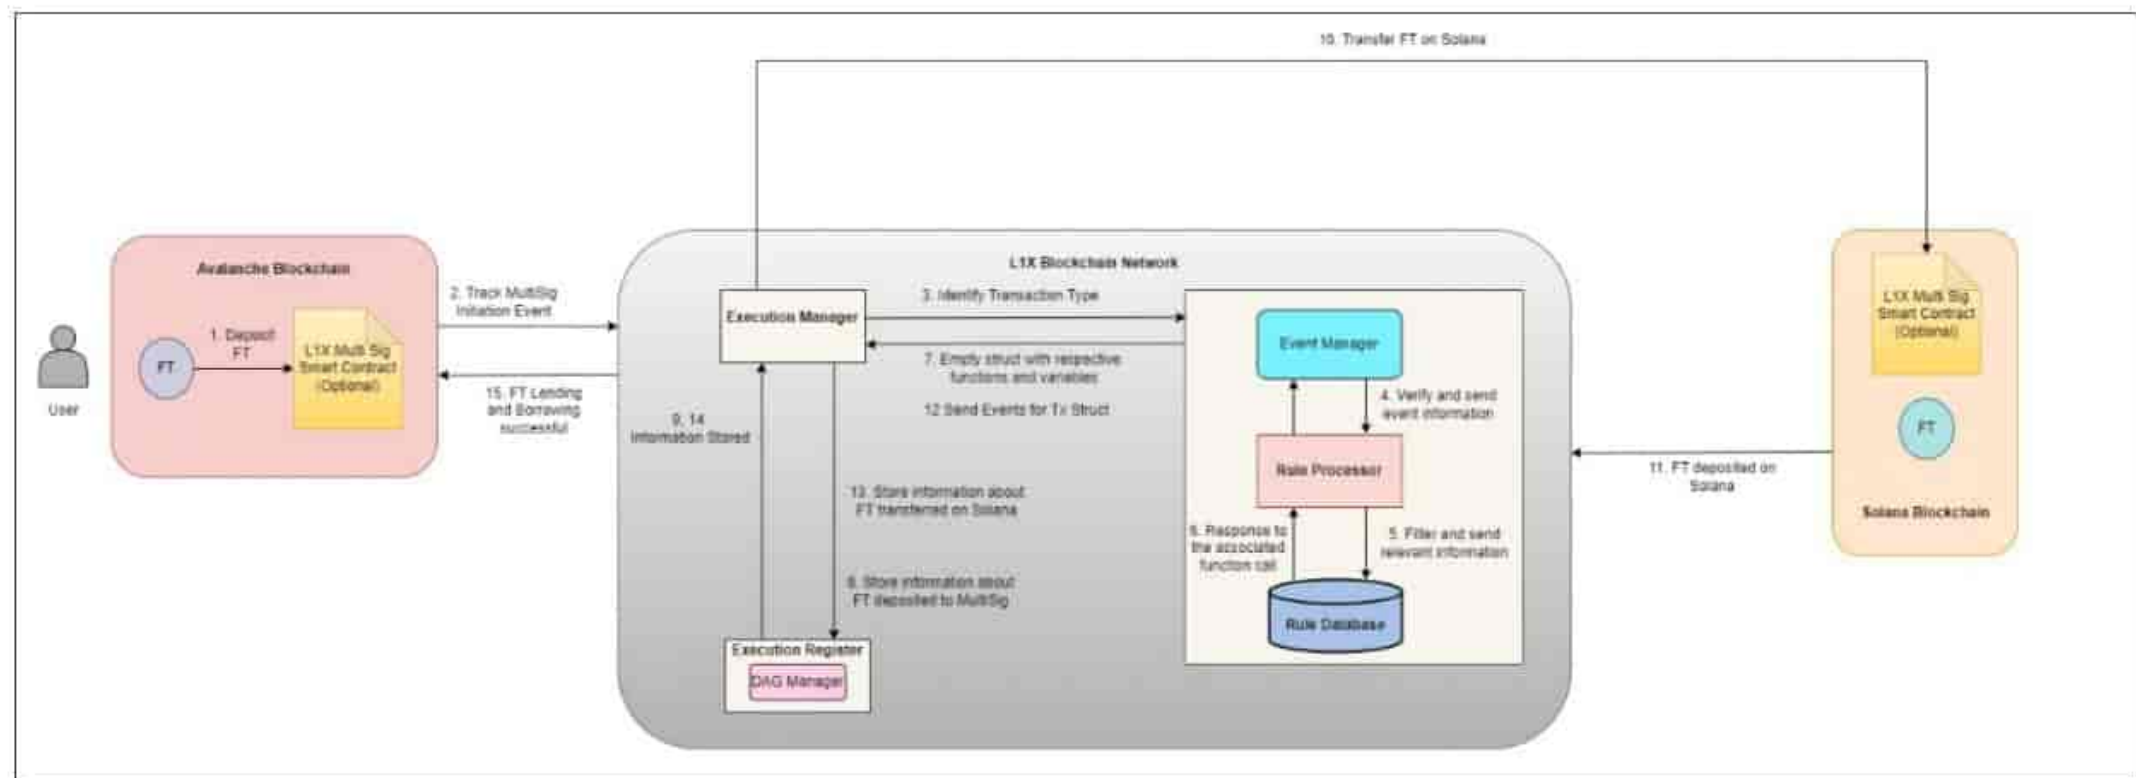 10. Transfer FT on Solana
Avalanche Blockchain
1. Deposit
FT
FT
L1X Multi Sig
Smart Contract
(Optional)
User
2. Track MultiSig
Initiation Event
15. FT Lending
and Borrowing
successful
L1X Blockchain Network
Execution Manager
3. Identify Transaction Type
7. Empty struct with respective
functions and variables
12 Send Events for Tx Struct
9, 14
Information Stored
13. Store information about
FT transferred on Solana
8. Store information about
FT deposited to MultiSig
Execution Register
DAG Manager
Event Manager
4. Verify and send
event information
Rule Processor
6. Response to
the associated
function call
5. Filter and send
relevant information
Rule Database
11. FT deposited on
Solana
L1X Multi Sig
Smart Contract
(Optional)
FT
Solana Blockchain